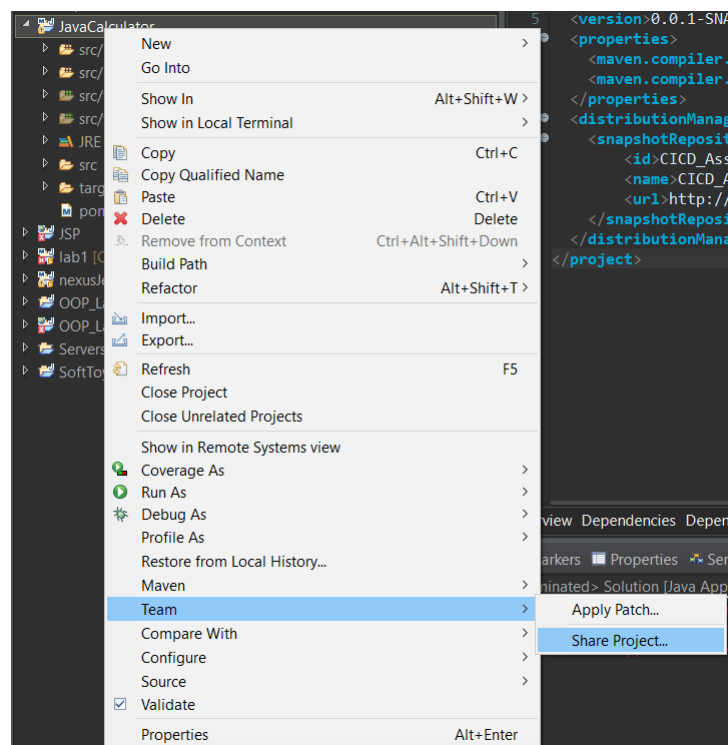 JavaCalculator
src/
src/
src/
src/
JRE
src
targ
pom
JSP
lab1 [
nexusJe
OOP_La
OOP_La
Servers
SoftToy
New
Go Into
Show In Alt+Shift+W
Show in Local Terminal
Copy Ctrl+C
Copy Qualified Name
Paste Ctrl+V
Delete Delete
Remove from Context Ctrl+Alt+Shift+Down
Build Path
Refactor Alt+Shift+T
Import...
Export...
Refresh F5
Close Project
Close Unrelated Projects
Show in Remote Systems view
Coverage As
Run As
Debug As
Profile As
Restore from Local History...
Maven
Team
Compare With
Configure
Source
Validate
Properties Alt+Enter
Apply Patch...
Share Project...
5 <version>0.0.1-SNA
<properties>
<maven.compiler.
<maven.compiler.
</properties>
<distributionManag
<snapshotReposit
<id>CICD_Ass
<name>CICD_A
<url>http://
</snapshotReposi
</distributionMana
</project>
view Dependencies Depen
arkers Properties Ser
minated> Solution [Java App